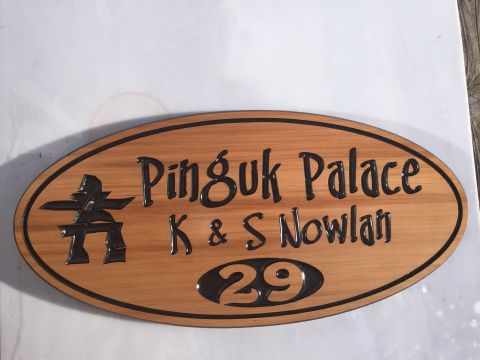 Pinguk Palace
K & S Nowlan
29